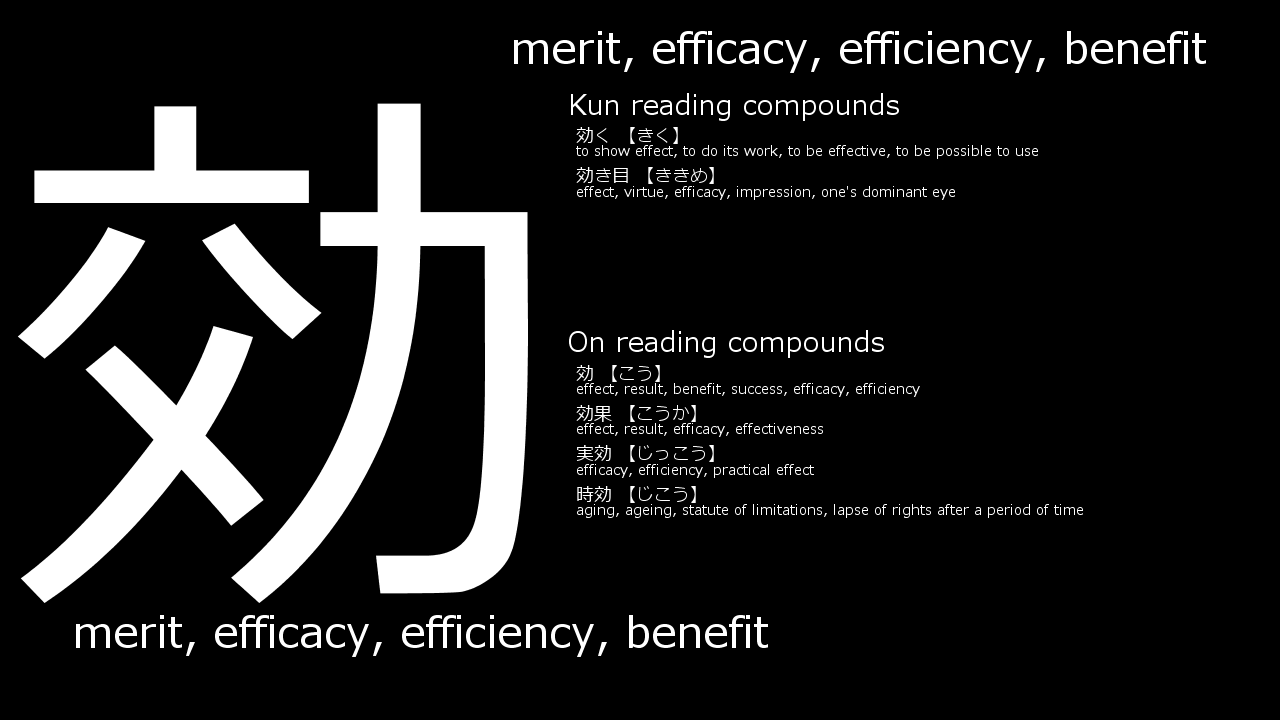 merit, efficacy, efficiency, benefit
効
Kun reading compounds
効く 【きく】
to show effect, to do its work, to be effective, to be possible to use
効き目 【ききめ】
effect, virtue, efficacy, impression, one's dominant eye
On reading compounds
効 【こう】
effect, result, benefit, success, efficacy, efficiency
効果 【こうか】
effect, result, efficacy, effectiveness
実効 【じっこう】
efficacy, efficiency, practical effect
時効 【じこう】
aging, ageing, statute of limitations, lapse of rights after a period of time
merit, efficacy, efficiency, benefit